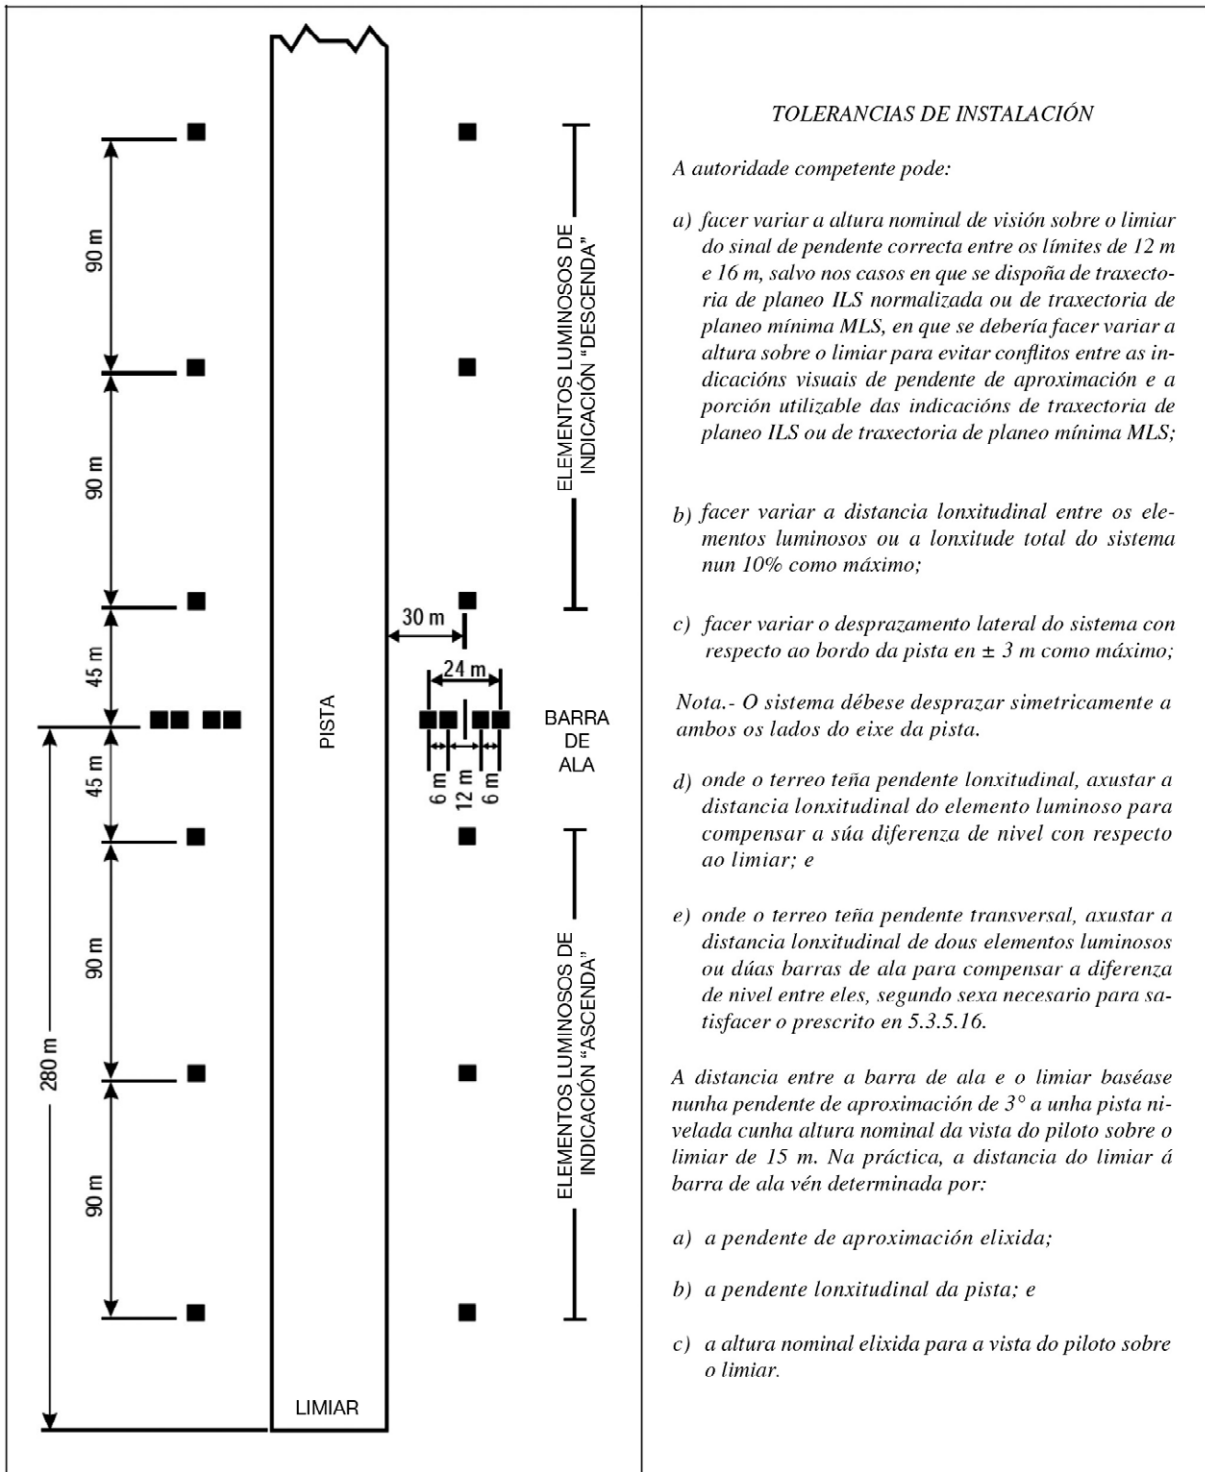 90 m
90 m
45 m
45 m
90 m
90 m
280 m
PISTA
LIMIAR
30 m
24 m
6 m
12 m
6 m
ELEMENTOS LUMINOSOS DE
INDICACIÓN “DESCENDA”
BARRA
DE
ALA
ELEMENTOS LUMINOSOS DE
INDICACIÓN “ASCENDA”
TOLERANCIAS DE INSTALACIÓN
A autoridade competente pode:
a) facer variar a altura nominal de visión sobre o limiar
do sinal de pendente correcta entre os límites de 12 m
e 16 m, salvo nos casos en que se dispoña de traxecto-
ria de planeo ILS normalizada ou de traxectoria de
planeo mínima MLS, en que se debería facer variar a
altura sobre o limiar para evitar conflitos entre as in-
dicacións visuais de pendente de aproximación e a
porción utilizable das indicacións de traxectoria de
planeo ILS ou de traxectoria de planeo mínima MLS;
b) facer variar a distancia lonxitudinal entre os ele-
mentos luminosos ou a lonxitude total do sistema
nun 10% como máximo;
c) facer variar o desprazamento lateral do sistema con
respecto ao bordo da pista en ± 3 m como máximo;
Nota.- O sistema débese desprazar simetricamente a
ambos os lados do eixe da pista.
d) onde o terreo teña pendente lonxitudinal, axustar a
distancia lonxitudinal do elemento luminoso para
compensar a súa diferenza de nivel con respecto
ao limiar; e
e) onde o terreo teña pendente transversal, axustar a
distancia lonxitudinal de dous elementos luminosos
ou dúas barras de ala para compensar a diferenza
de nivel entre eles, segundo sexa necesario para sa-
tisfacer o prescrito en 5.3.5.16.
A distancia entre a barra de ala e o limiar baséase
nunha pendente de aproximación de 3° a unha pista ni-
velada cunha altura nominal da vista do piloto sobre o
limiar de 15 m. Na práctica, a distancia do limiar á
barra de ala vén determinada por:
a) a pendente de aproximación elixida;
b) a pendente lonxitudinal da pista; e
c) a altura nominal elixida para a vista do piloto sobre
o limiar.